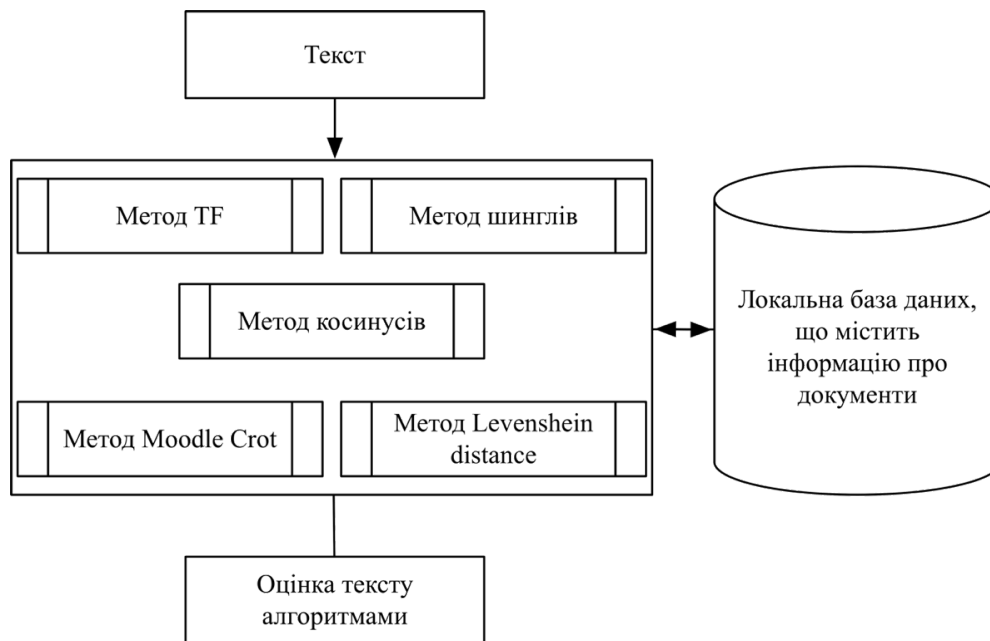 Текст
Метод TF
Метод шинглів
Метод косинусів
Метод Moodle Crot
Метод Levenshein
distance
Локальна база даних,
що містить
інформацію про
документи
Оцінка тексту
алгоритмами